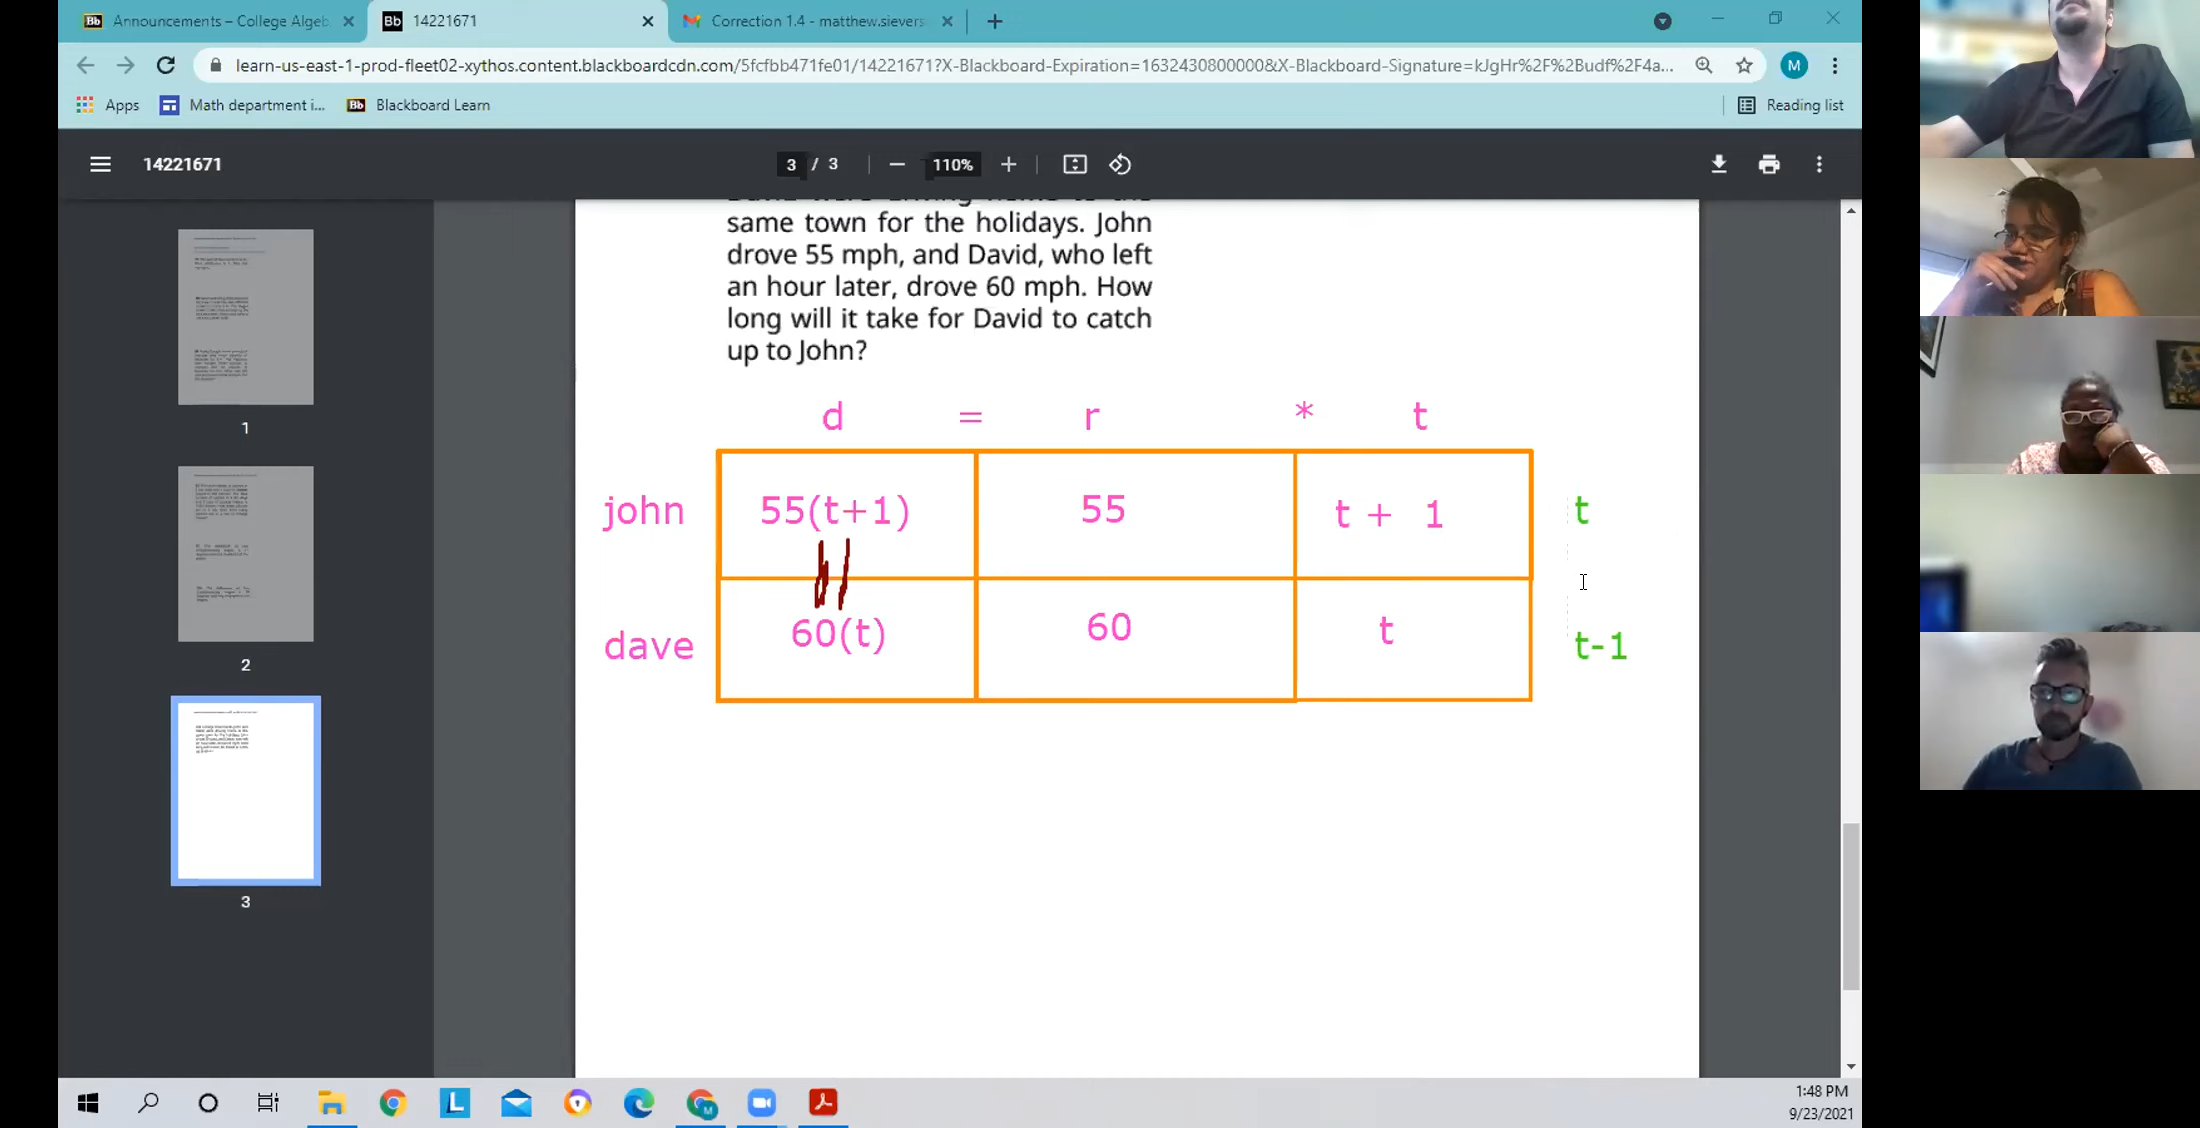 Announcements – College Algeb
14221671
Correction 1.4 - matthew.sievers
learn-us-east-1-prod-fleet02-xythos.content.blackboardcdn.com/5fcfbb471fe01/14221671?X-Blackboard-Expiration=1632430800000&X-Blackboard-Signature=kJgHr%2F%2Budf%2F4a...
M
Apps
Math department i...
Blackboard Learn
Reading list
14221671
3 / 3
110%
same town for the holidays. John
drove 55 mph, and David, who left
an hour later, drove 60 mph. How
long will it take for David to catch
up to John?
d = r * t
john 55(t+1) 55 t + 1 t
dave 60(t) 60 t t-1
1
2
3
1:48 PM
9/23/2021